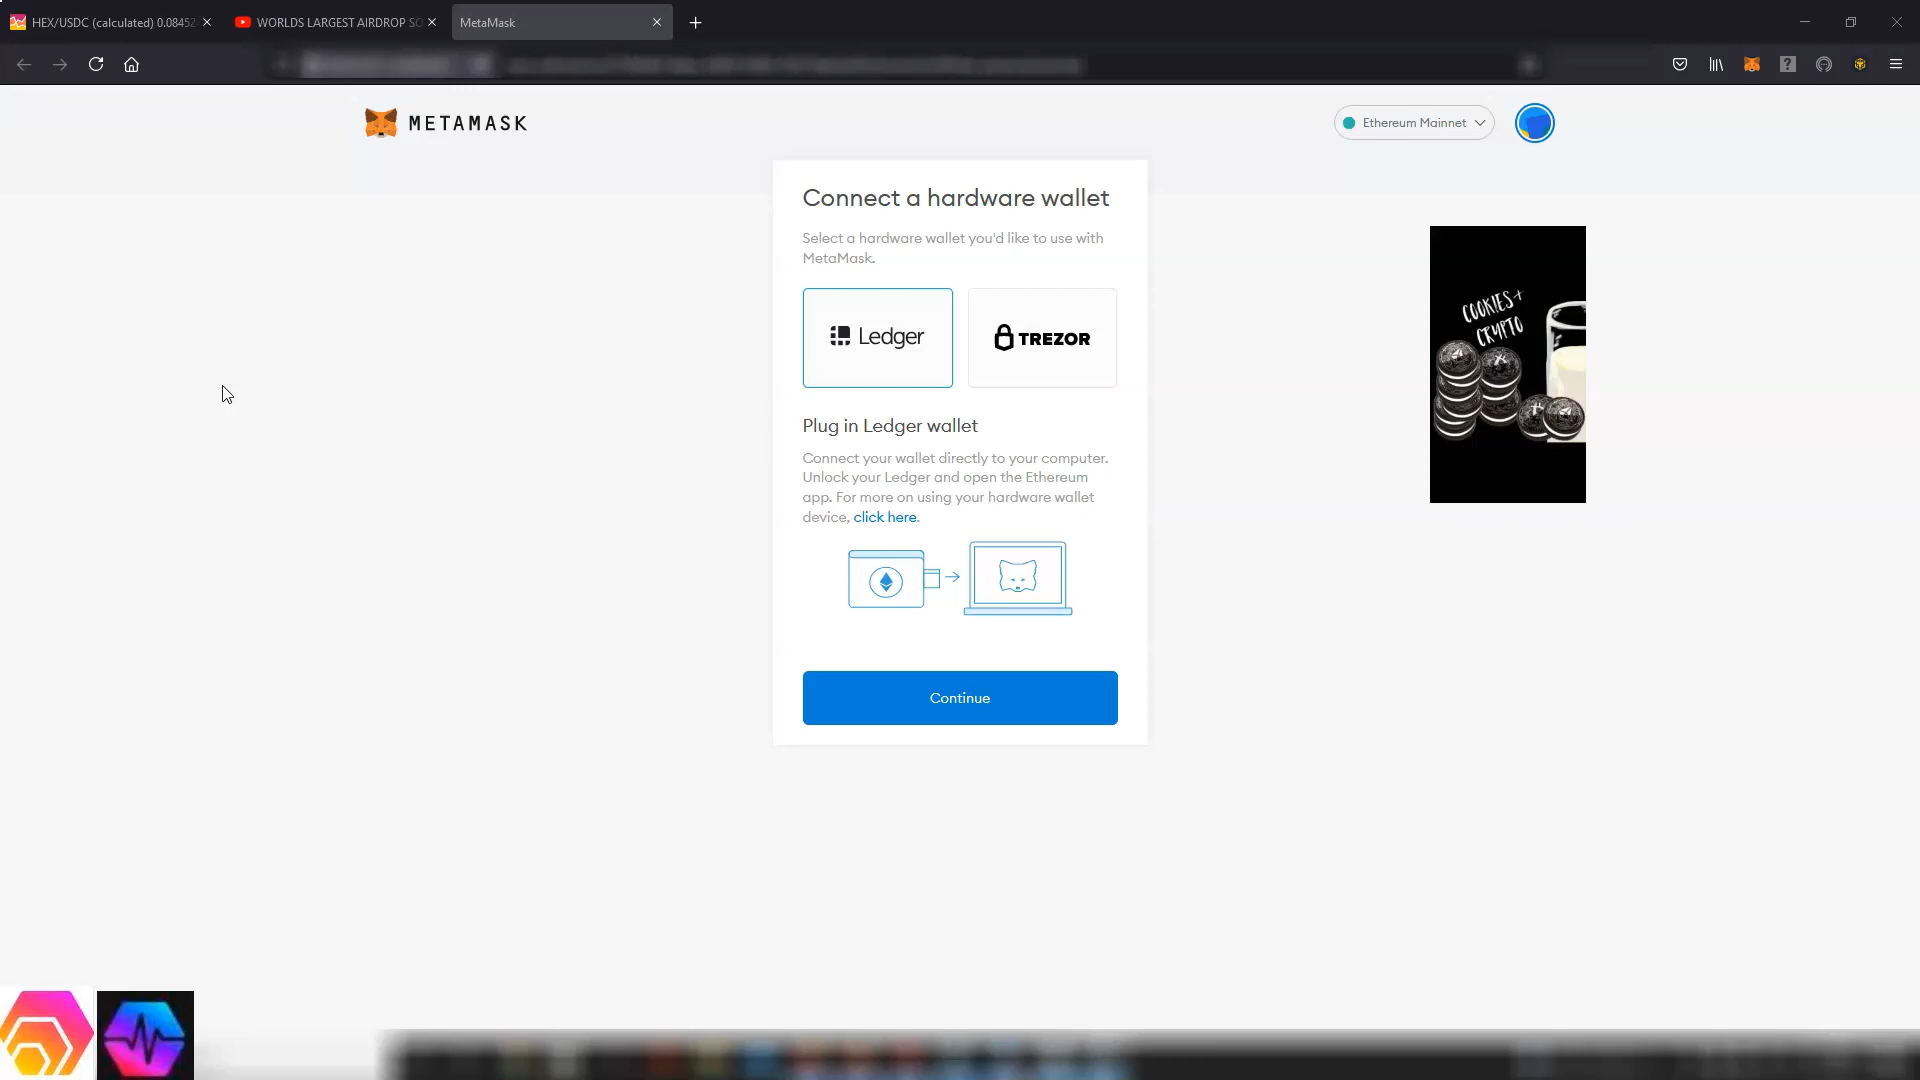 HEX/USDC (calculated) 0.0845
WORLDS LARGEST AIRDROP
MetaMask
METAMASK
Ethereum Mainnet
Connect a hardware wallet
Select a hardware wallet you'd like to use with
MetaMask.
Ledger
TREZOR
COOKIES+
CRYPTO
Plug in Ledger wallet
Connect your wallet directly to your computer.
Unlock your Ledger and open the Ethereum
app. For more on using your hardware wallet
device, click here.
Continue